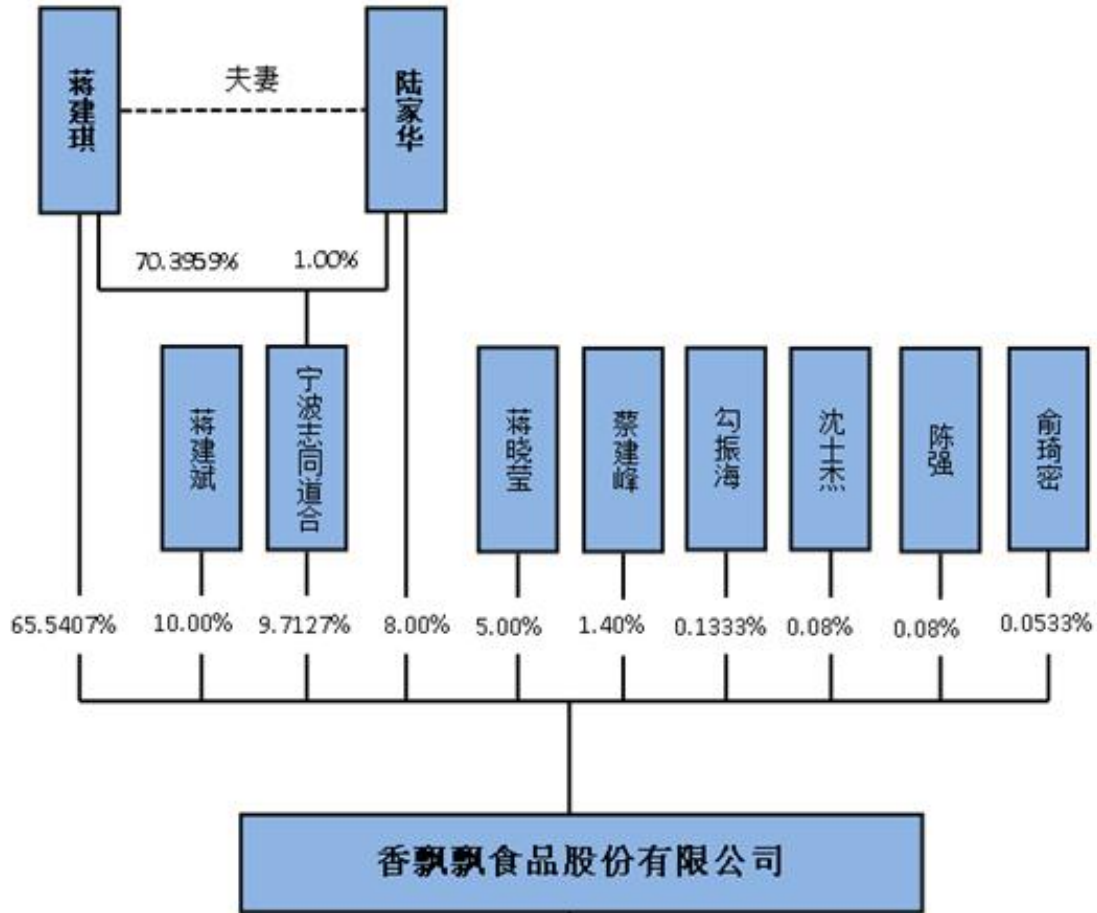 蒋建琪
夫妻
陆家华
70.3959%
1.00%
蒋建斌
宁波志同道合
蒋晓莹
蔡建峰
勾振海
沈士杰
陈强
俞琦密
65.5407%
10.00%
9.7127%
8.00%
5.00%
1.40%
0.1333%
0.08%
0.08%
0.0533%
香飘飘食品股份有限公司